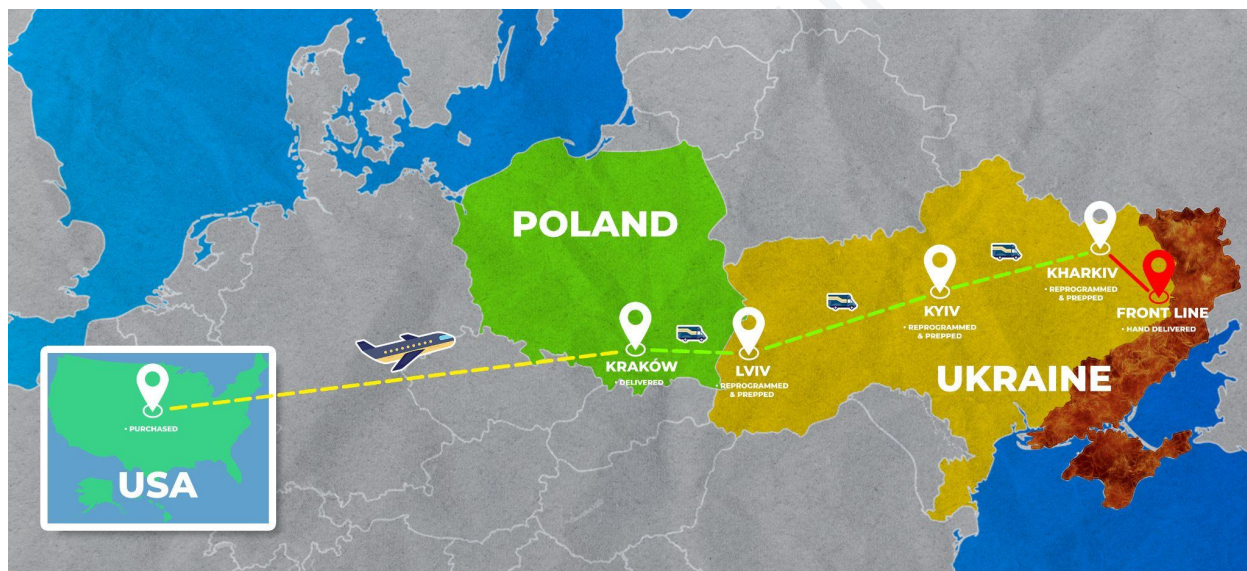 POLAND
KRAKÓW
• DELIVERED
LVIV
• REPROGRAMMED
& PREPPED
KYIV
• REPROGRAMMED
& PREPPED
KHARKIV
• REPROGRAMMED
& PREPPED
FRONT LINE
• HAND DELIVERED
UKRAINE
• PURCHASED
USA